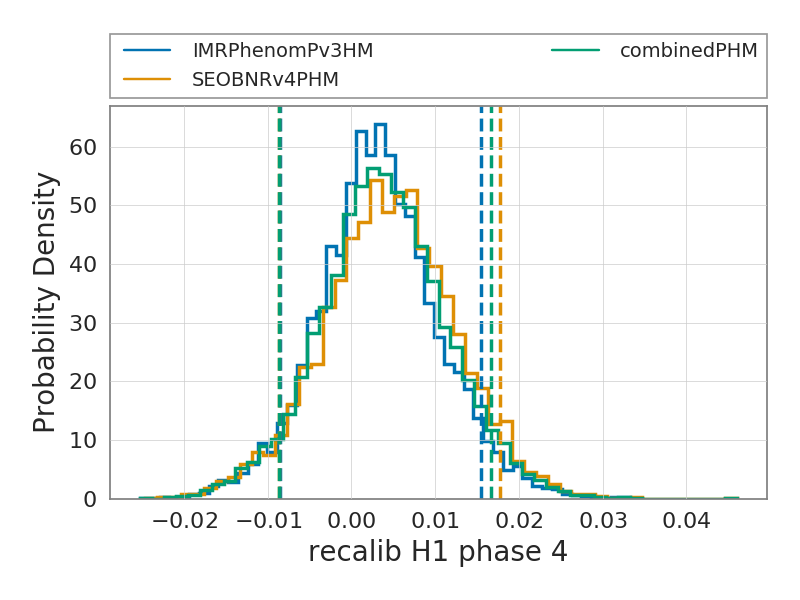 IMRPhenomPv3HM
SEOBNRv4PHM
combinedPHM
Probability Density
60
50
40
30
20
10
0
−0.02 −0.01 0.00 0.01 0.02 0.03 0.04
recalib H1 phase 4